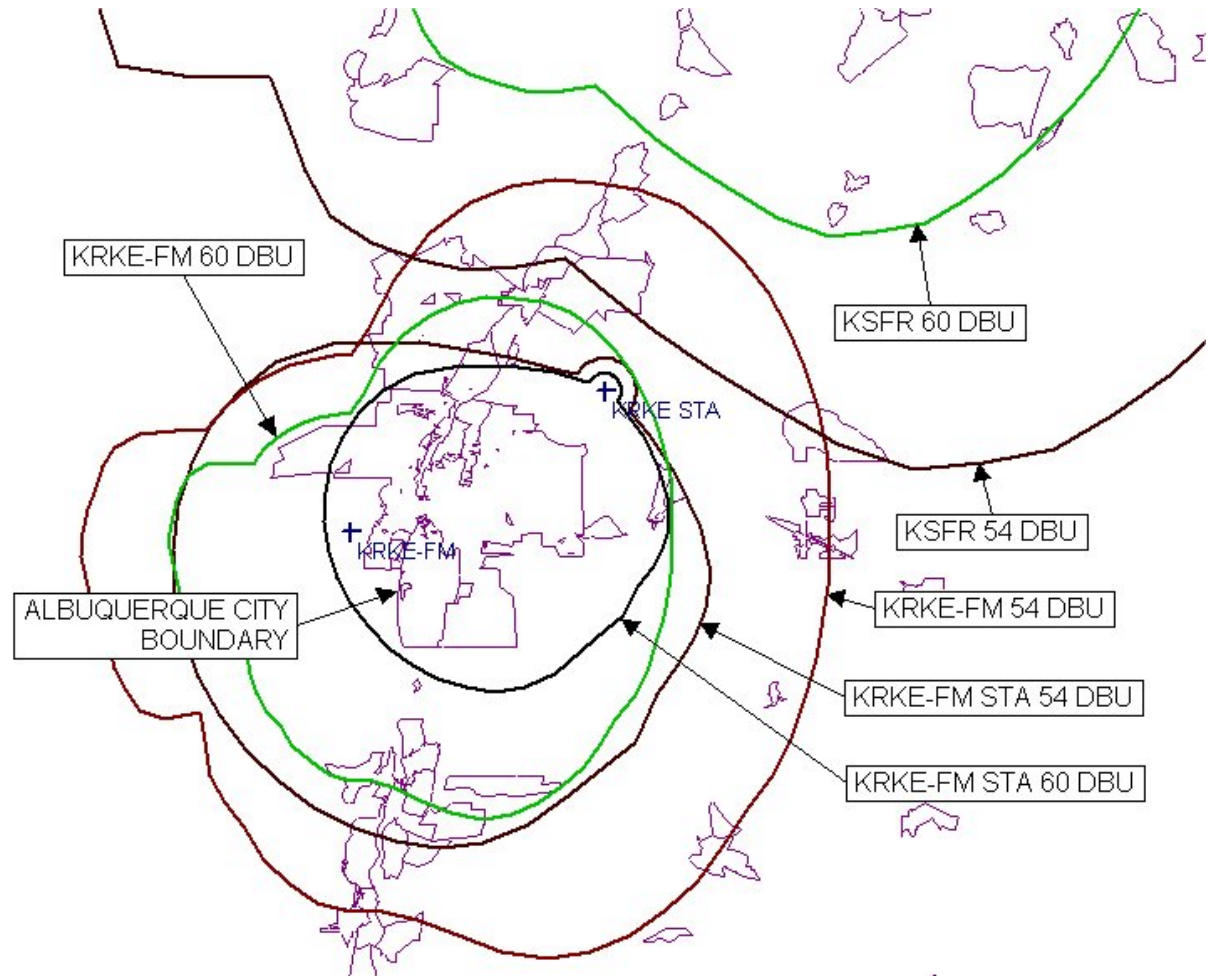 KRKE-FM 60 DBU
KSFR 60 DBU
KRKE STA
KSFR 54 DBU
KRKE-FM
ALBUQUERQUE CITY
BOUNDARY
KRKE-FM 54 DBU
KRKE-FM STA 54 DBU
KRKE-FM STA 60 DBU